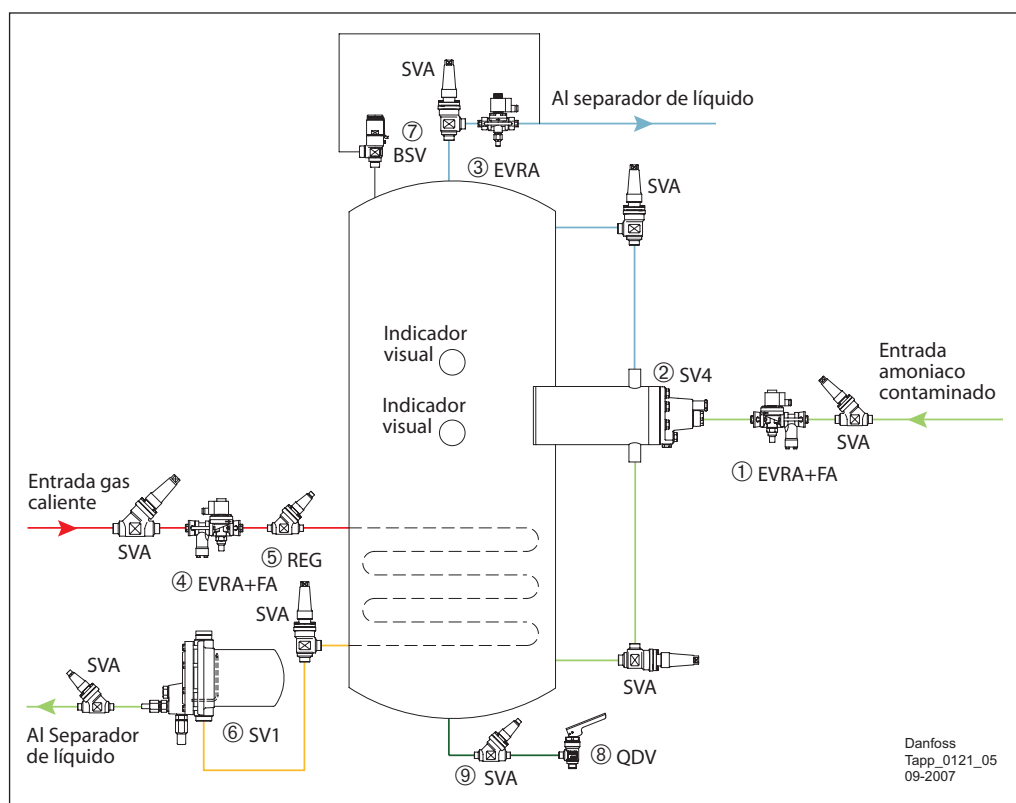 SVA
Al separador de líquido
⑦
BSV
③ EVRA
SVA
Indicador
visual
Indicador
visual
② SV4
Entrada
amoniaco
contaminado
SVA
① EVRA+FA
Entrada gas
caliente
SVA
④ EVRA+FA
⑤ REG
SVA
SVA
Al Separador
de líquido
⑥ SV1
SVA
⑨ SVA
⑧ QDV
Danfoss
Tapp_0121_05
09-2007